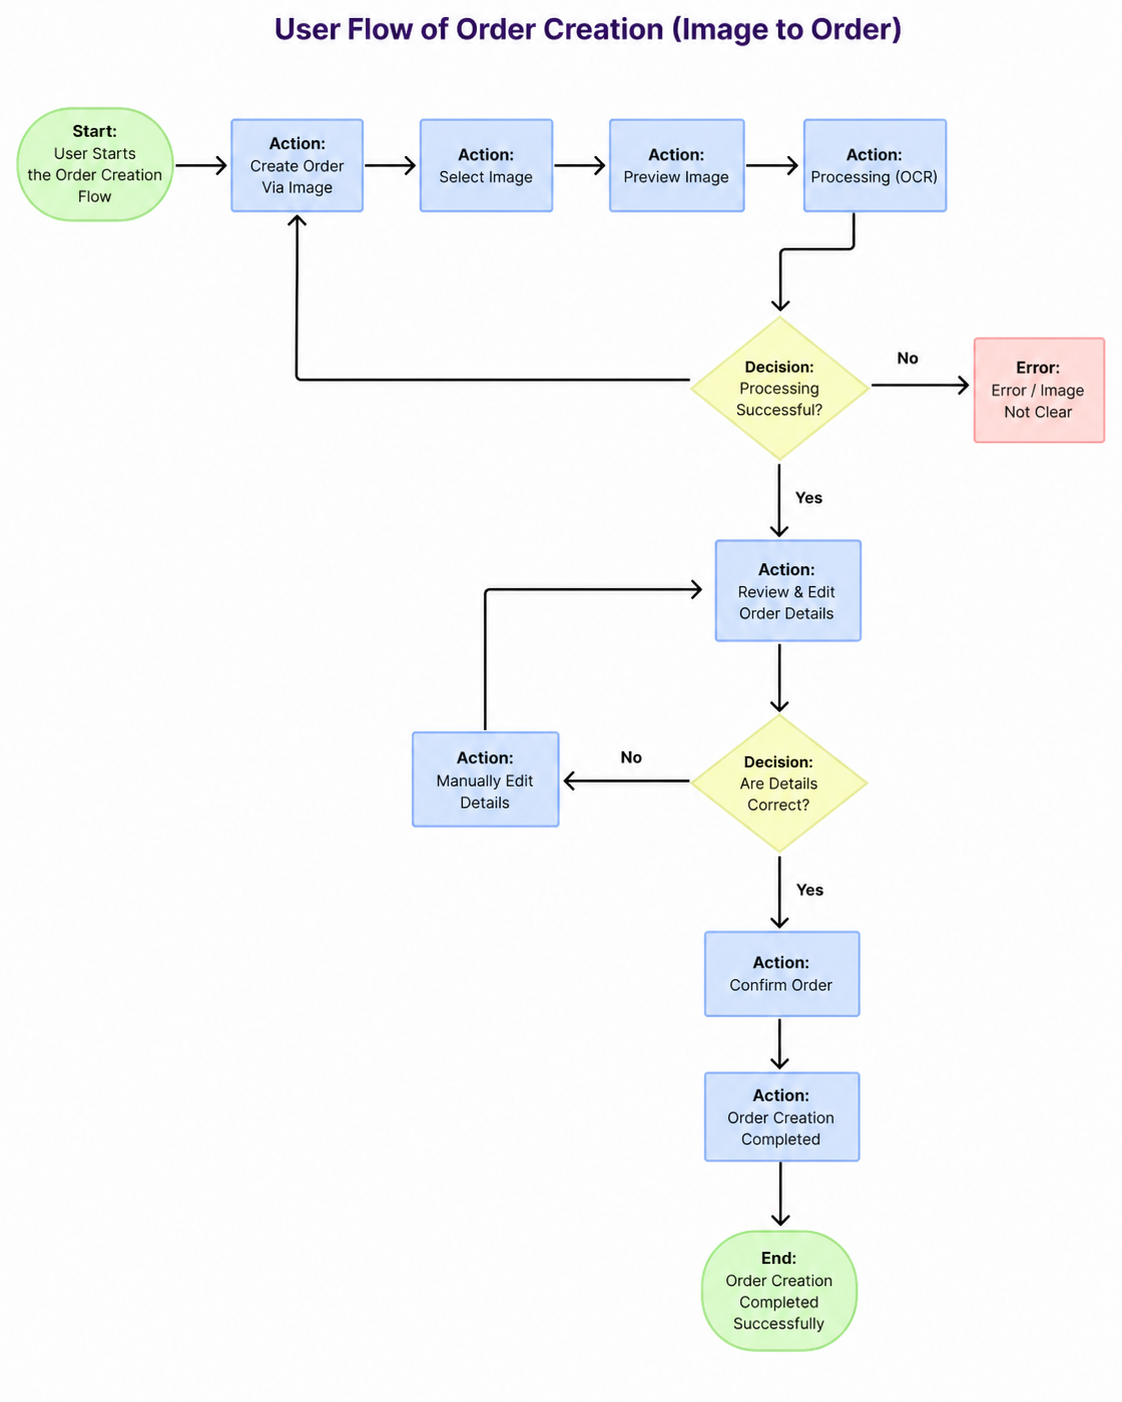 User Flow of Order Creation (Image to Order)
Start:
User Starts
the Order Creation
Flow
Action:
Create Order
Via Image
Action:
Select Image
Action:
Preview Image
Action:
Processing (OCR)
Decision:
Processing
Successful?
No
Error:
Error / Image
Not Clear
Yes
Action:
Review & Edit
Order Details
Action:
Manually Edit
Details
No
Decision:
Are Details
Correct?
Yes
Action:
Confirm Order
Action:
Order Creation
Completed
End:
Order Creation
Completed
Successfully